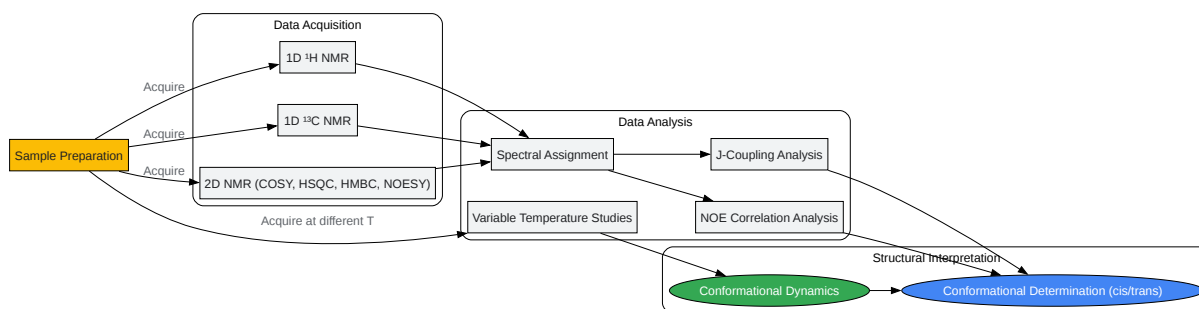 Data Acquisition
1D ¹H NMR
Acquire
1D ¹³C NMR
Acquire
Sample Preparation
Acquire
2D NMR (COSY, HSQC, HMBC, NOESY)
Acquire at different T
Data Analysis
Spectral Assignment
J-Coupling Analysis
Variable Temperature Studies
NOE Correlation Analysis
Structural Interpretation
Conformational Dynamics
Conformational Determination (cis/trans)